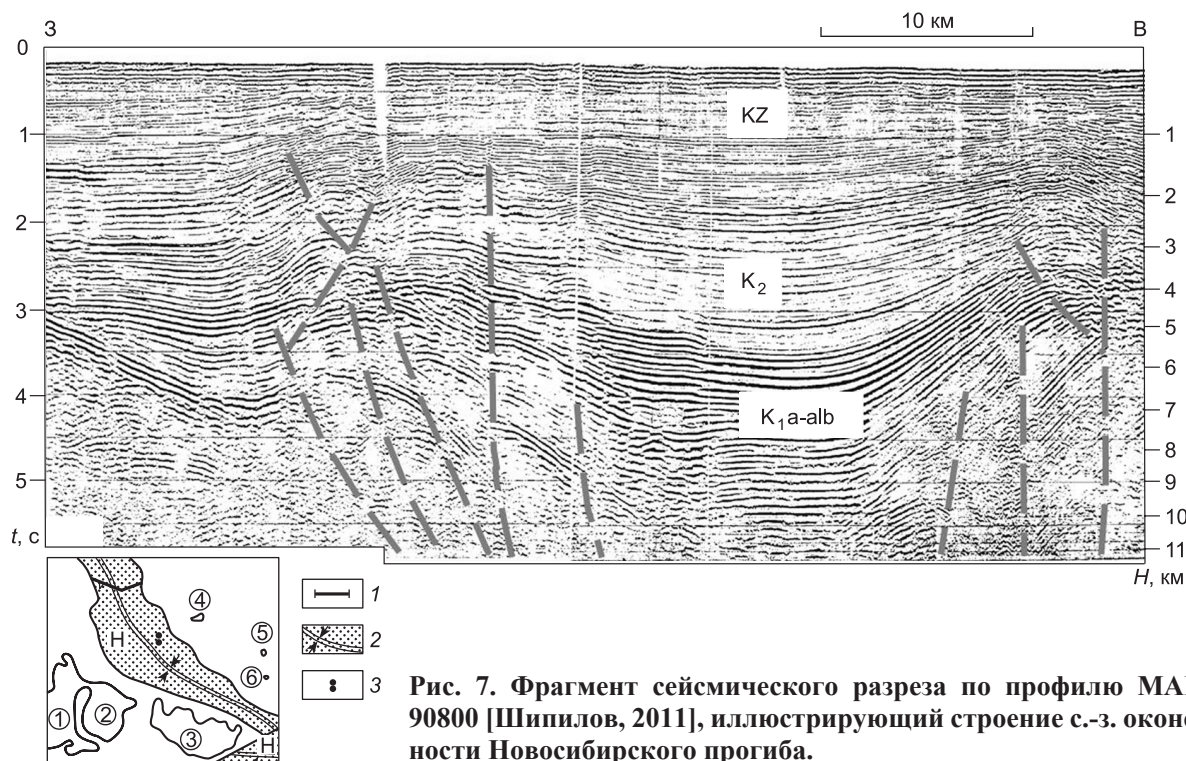 З
10 км
В
0
KZ
1
1
2
2
3
K₂
4
3
5
6
4
K₁a-alb
7
8
5
9
10
t, с
11
H, км
1
4
H
2
5
6
3
1
2
3
H
Рис. 7. Фрагмент сейсмического разреза по профилю
90800 [Шипилов, 2011], иллюстрирующий строение с.-з.
ности Новосибирского прогиба.